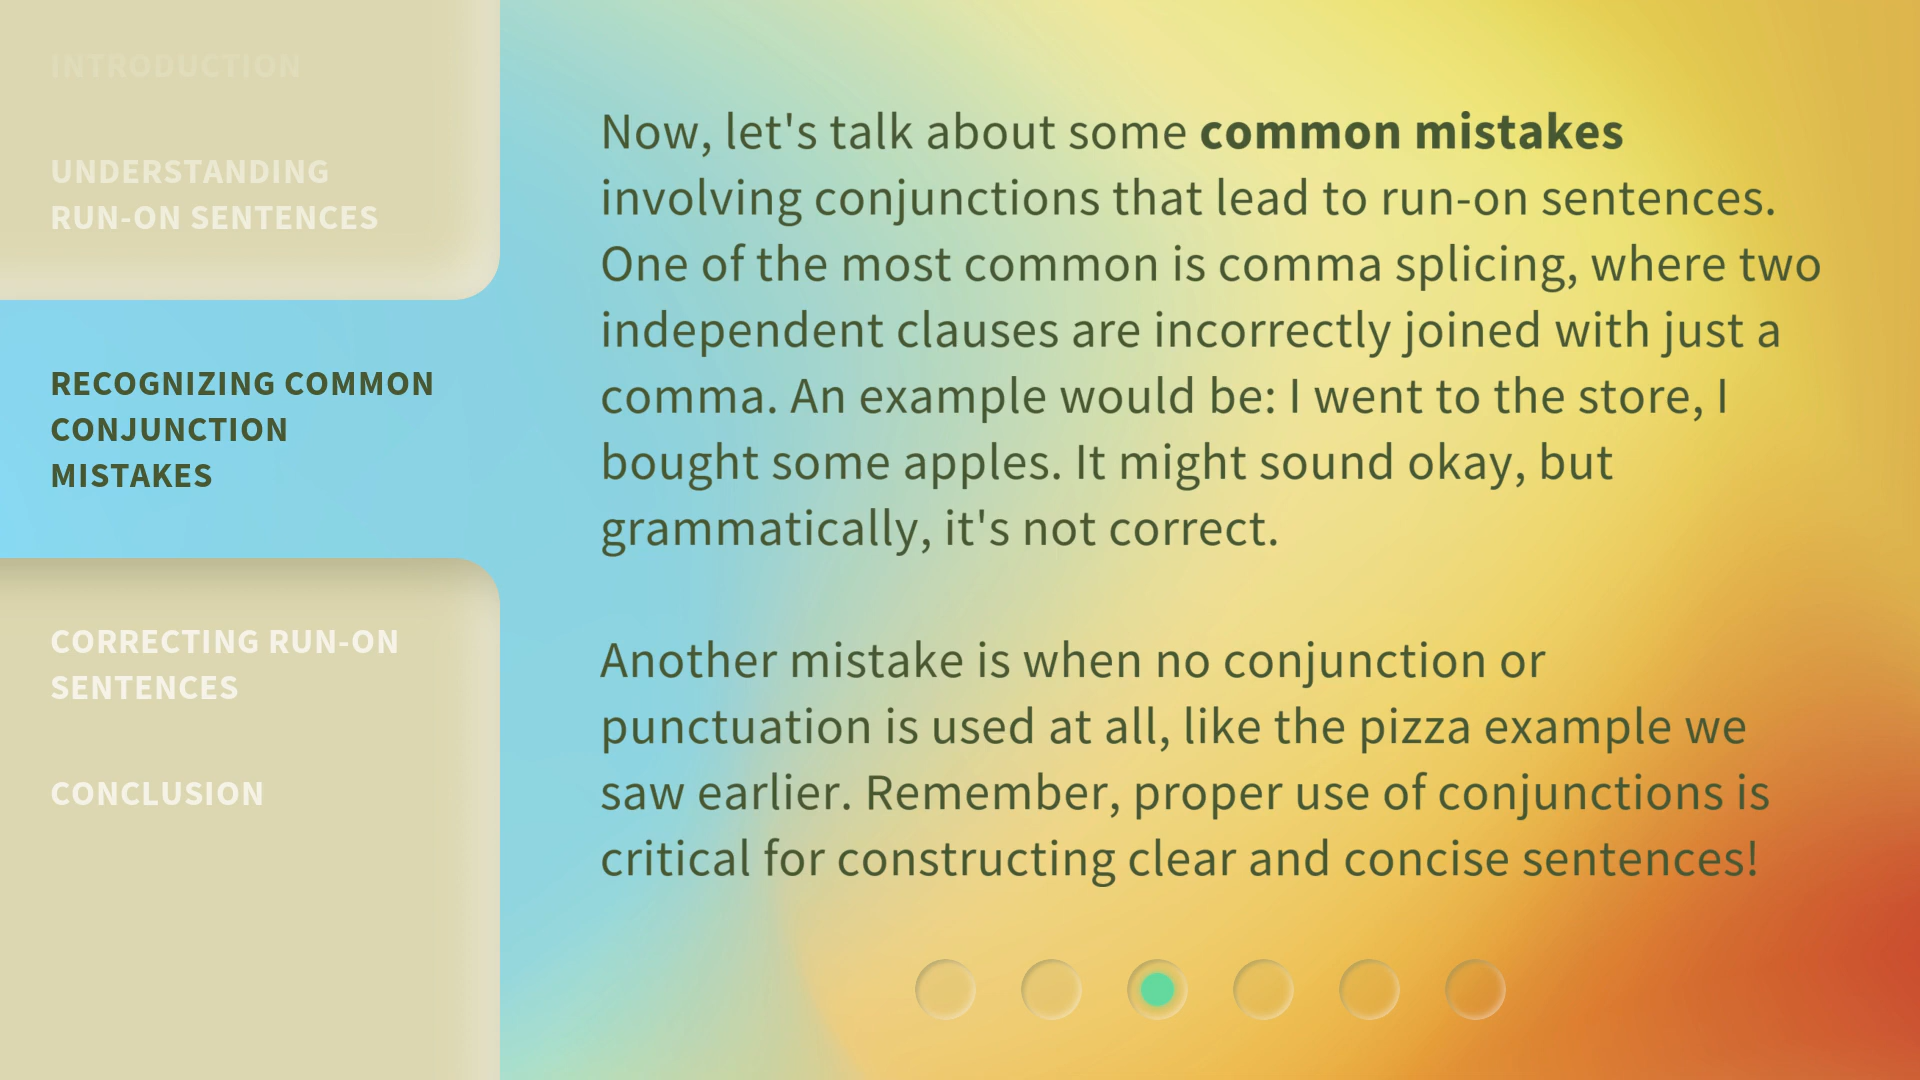 INTRODUCTION
UNDERSTANDING
RUN-ON SENTENCES
RECOGNIZING COMMON
CONJUNCTION
MISTAKES
CORRECTING RUN-ON
SENTENCES
CONCLUSION
Now, let's talk about some common mistakes
involving conjunctions that lead to run-on sentences.
One of the most common is comma splicing, where two
independent clauses are incorrectly joined with just a
comma. An example would be: I went to the store, I
bought some apples. It might sound okay, but
grammatically, it's not correct.
Another mistake is when no conjunction or
punctuation is used at all, like the pizza example we
saw earlier. Remember, proper use of conjunctions is
critical for constructing clear and concise sentences!